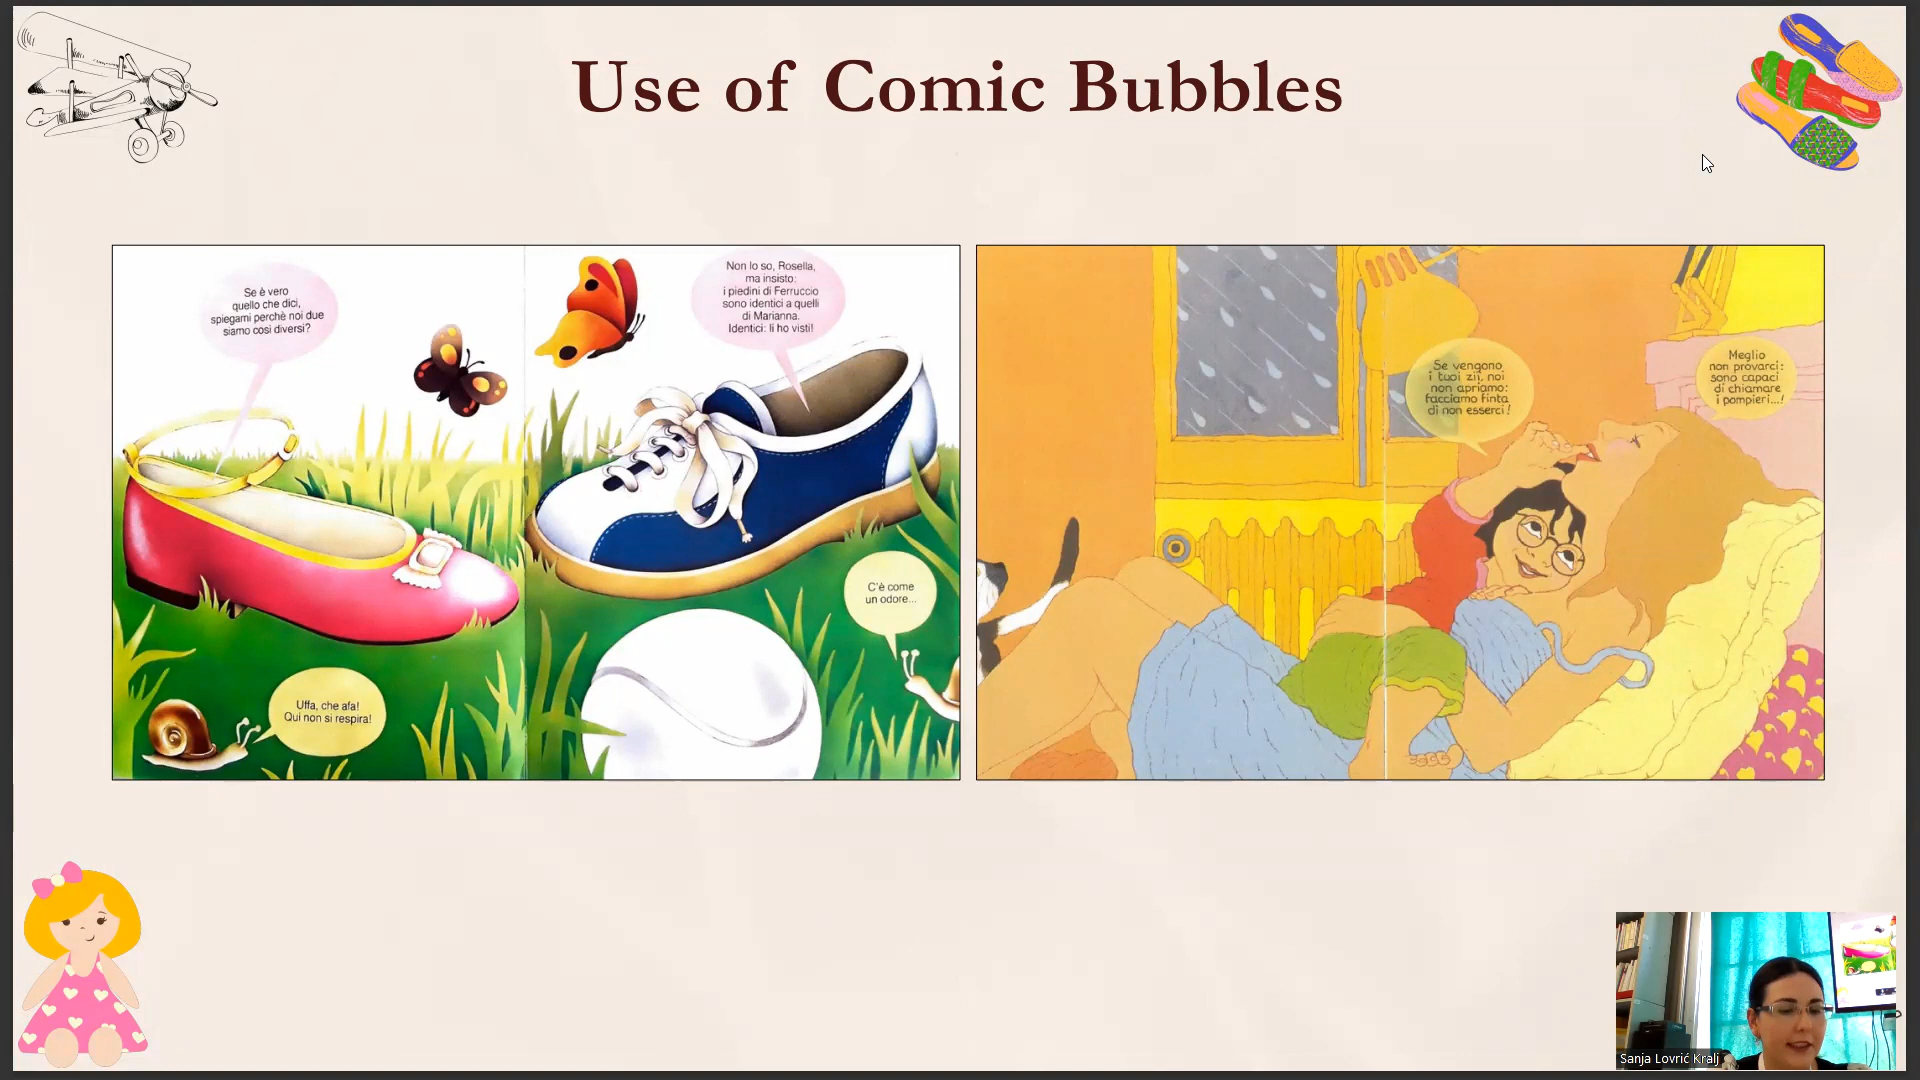 Use of Comic Bubbles
Se è vero
quello che dici,
spiegami perchè noi due
siamo così diversi?
Non lo so, Rosella,
ma insisto:
i piedini di Ferruccio
sono identici a quelli
di Marianna.
Identici: li ho visti!
C'è come
un odore...
Uffa, che afa!
Qui non si respira!
Se vengono
i tuoi zii, noi
non apriamo:
facciamo finta
di non esserci!
Meglio
non provarci:
sono capaci
di chiamare
i pompieri...!
Sanja Lovrić Kralj